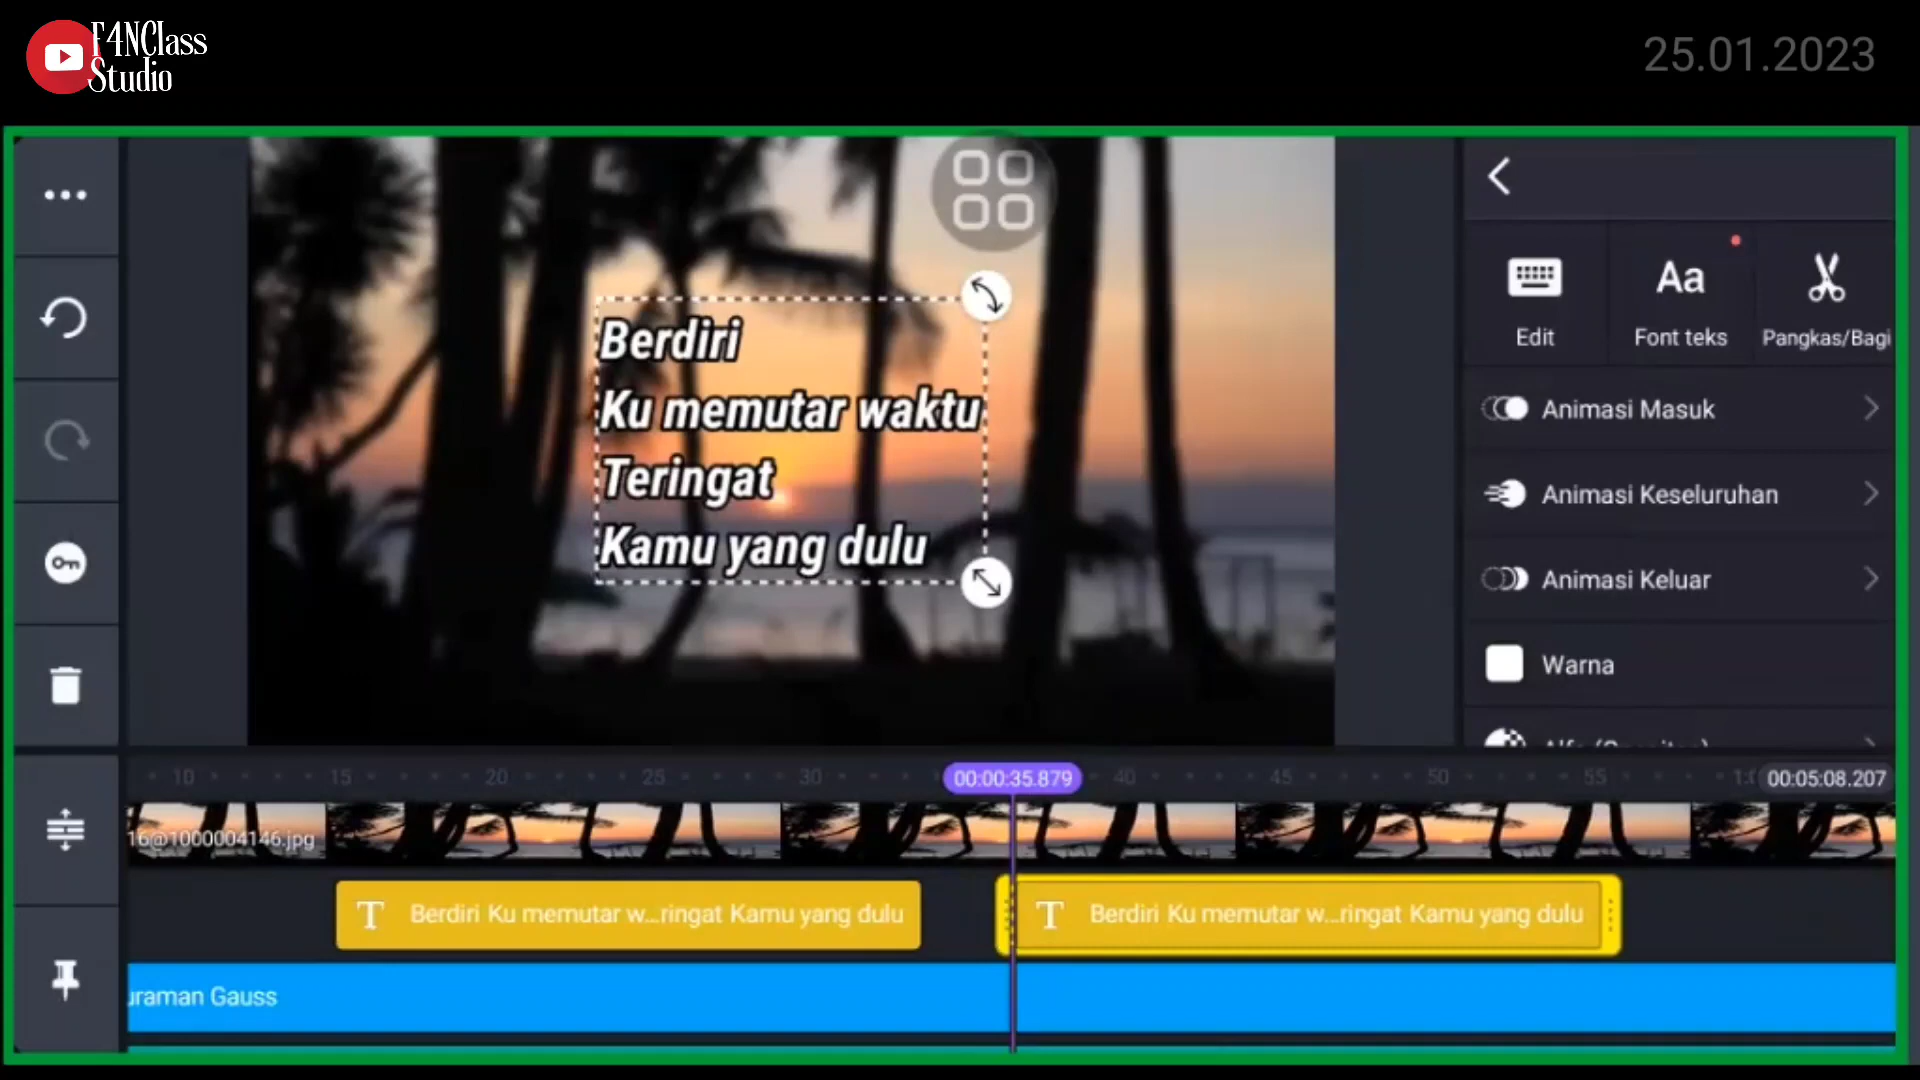 F4NClass
Studio
25.01.2023
Berdiri
Ku memutar waktu
Teringat
Kamu yang dulu
Edit
Font teks
Pangkas/Bagi
Animasi Masuk
Animasi Keseluruhan
Animasi Keluar
Warna
10 15 20 25 30 00:00:35.879 40 45 50 55 00:05:08.207
16@1000004146.jpg
T Berdiri Ku memutar w...ringat Kamu yang dulu
T Berdiri Ku memutar w...ringat Kamu yang dulu
uraman Gauss